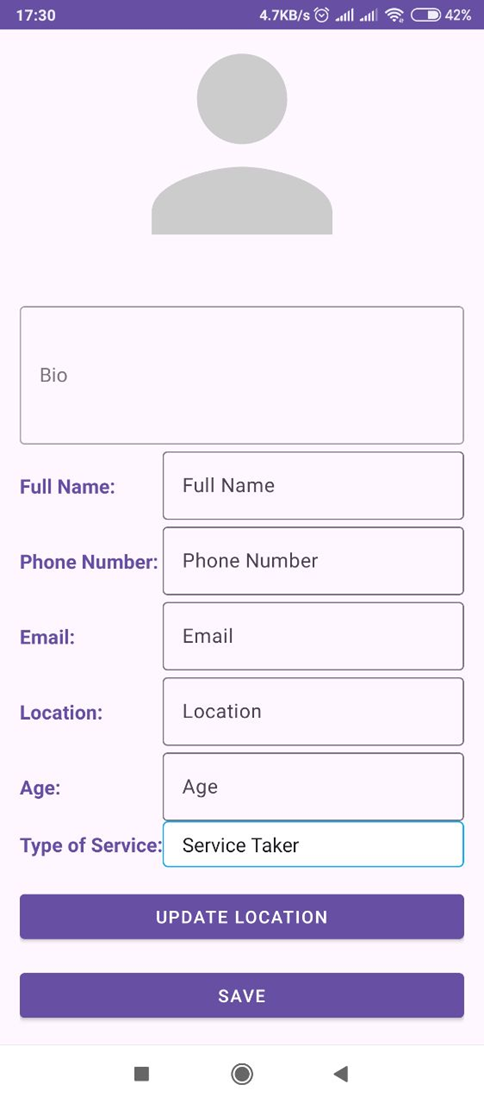 17:30 4.7KB/s 42%
Bio
Full Name: Full Name
Phone Number: Phone Number
Email: Email
Location: Location
Age: Age
Type of Service: Service Taker
UPDATE LOCATION
SAVE